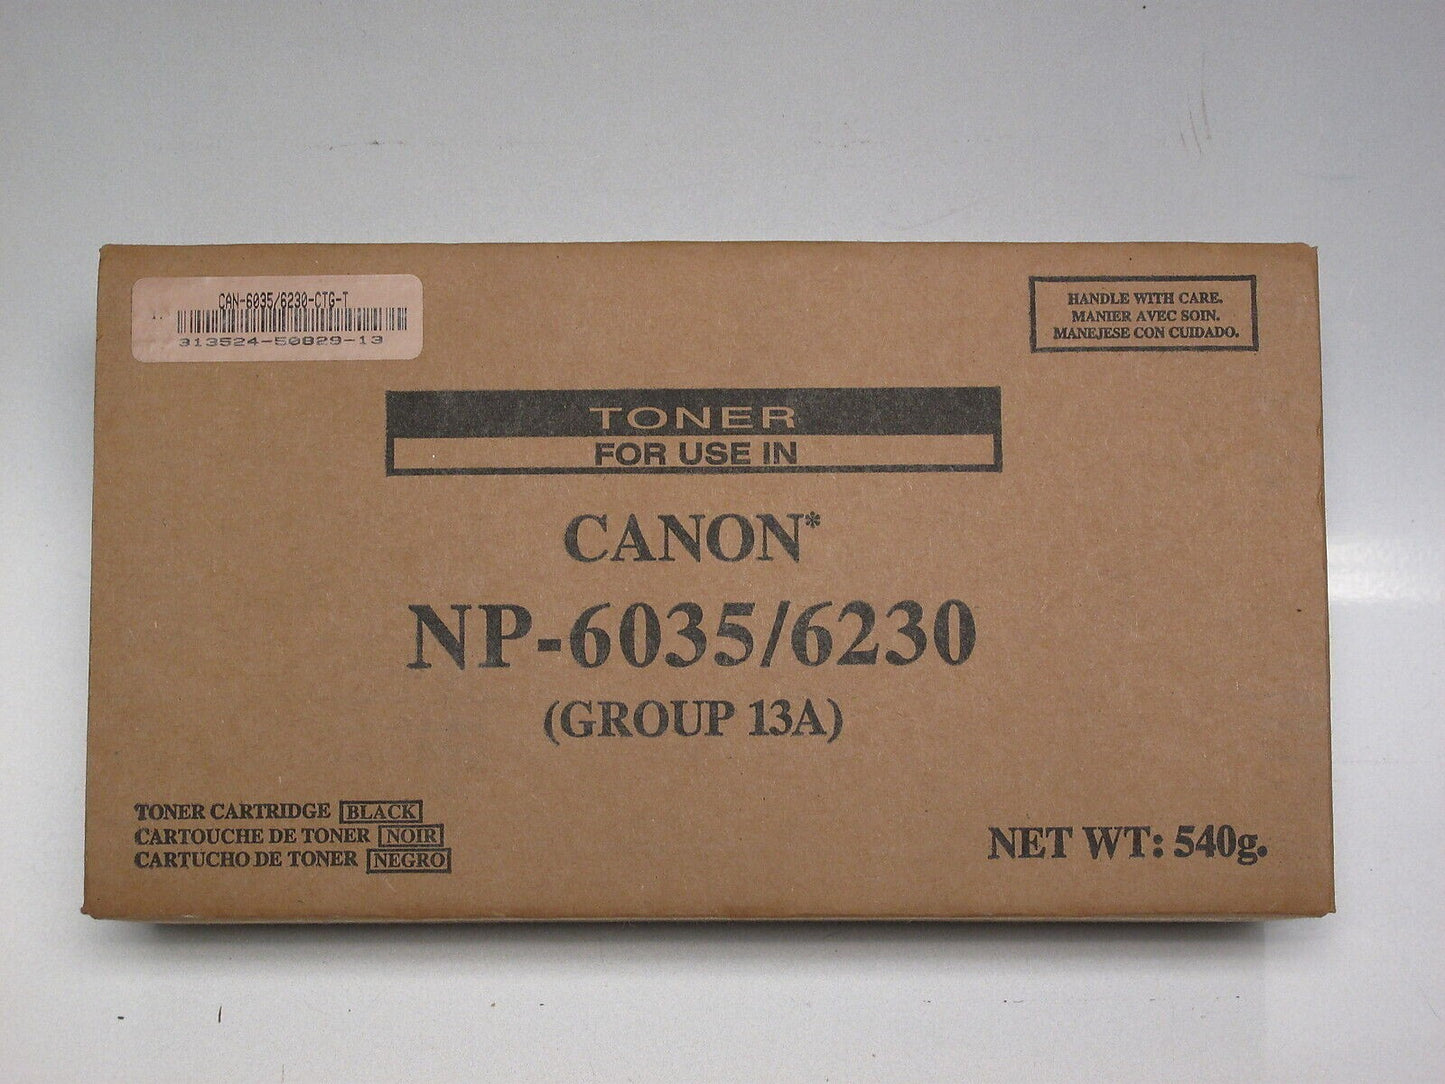 CAN-6035/6230-CTG-T
313524-50829-13
HANDLE WITH CARE.
MANIER AVEC SOIN.
MANEJESE CON CUIDADO.
TONER
FOR USE IN
CANON*
NP-6035/6230
(GROUP 13A)
TONER CARTRIDGE BLACK
CARTOUCHE DE TONER NOIR
CARTUCHO DE TONER NEGRO
NET WT: 540g.